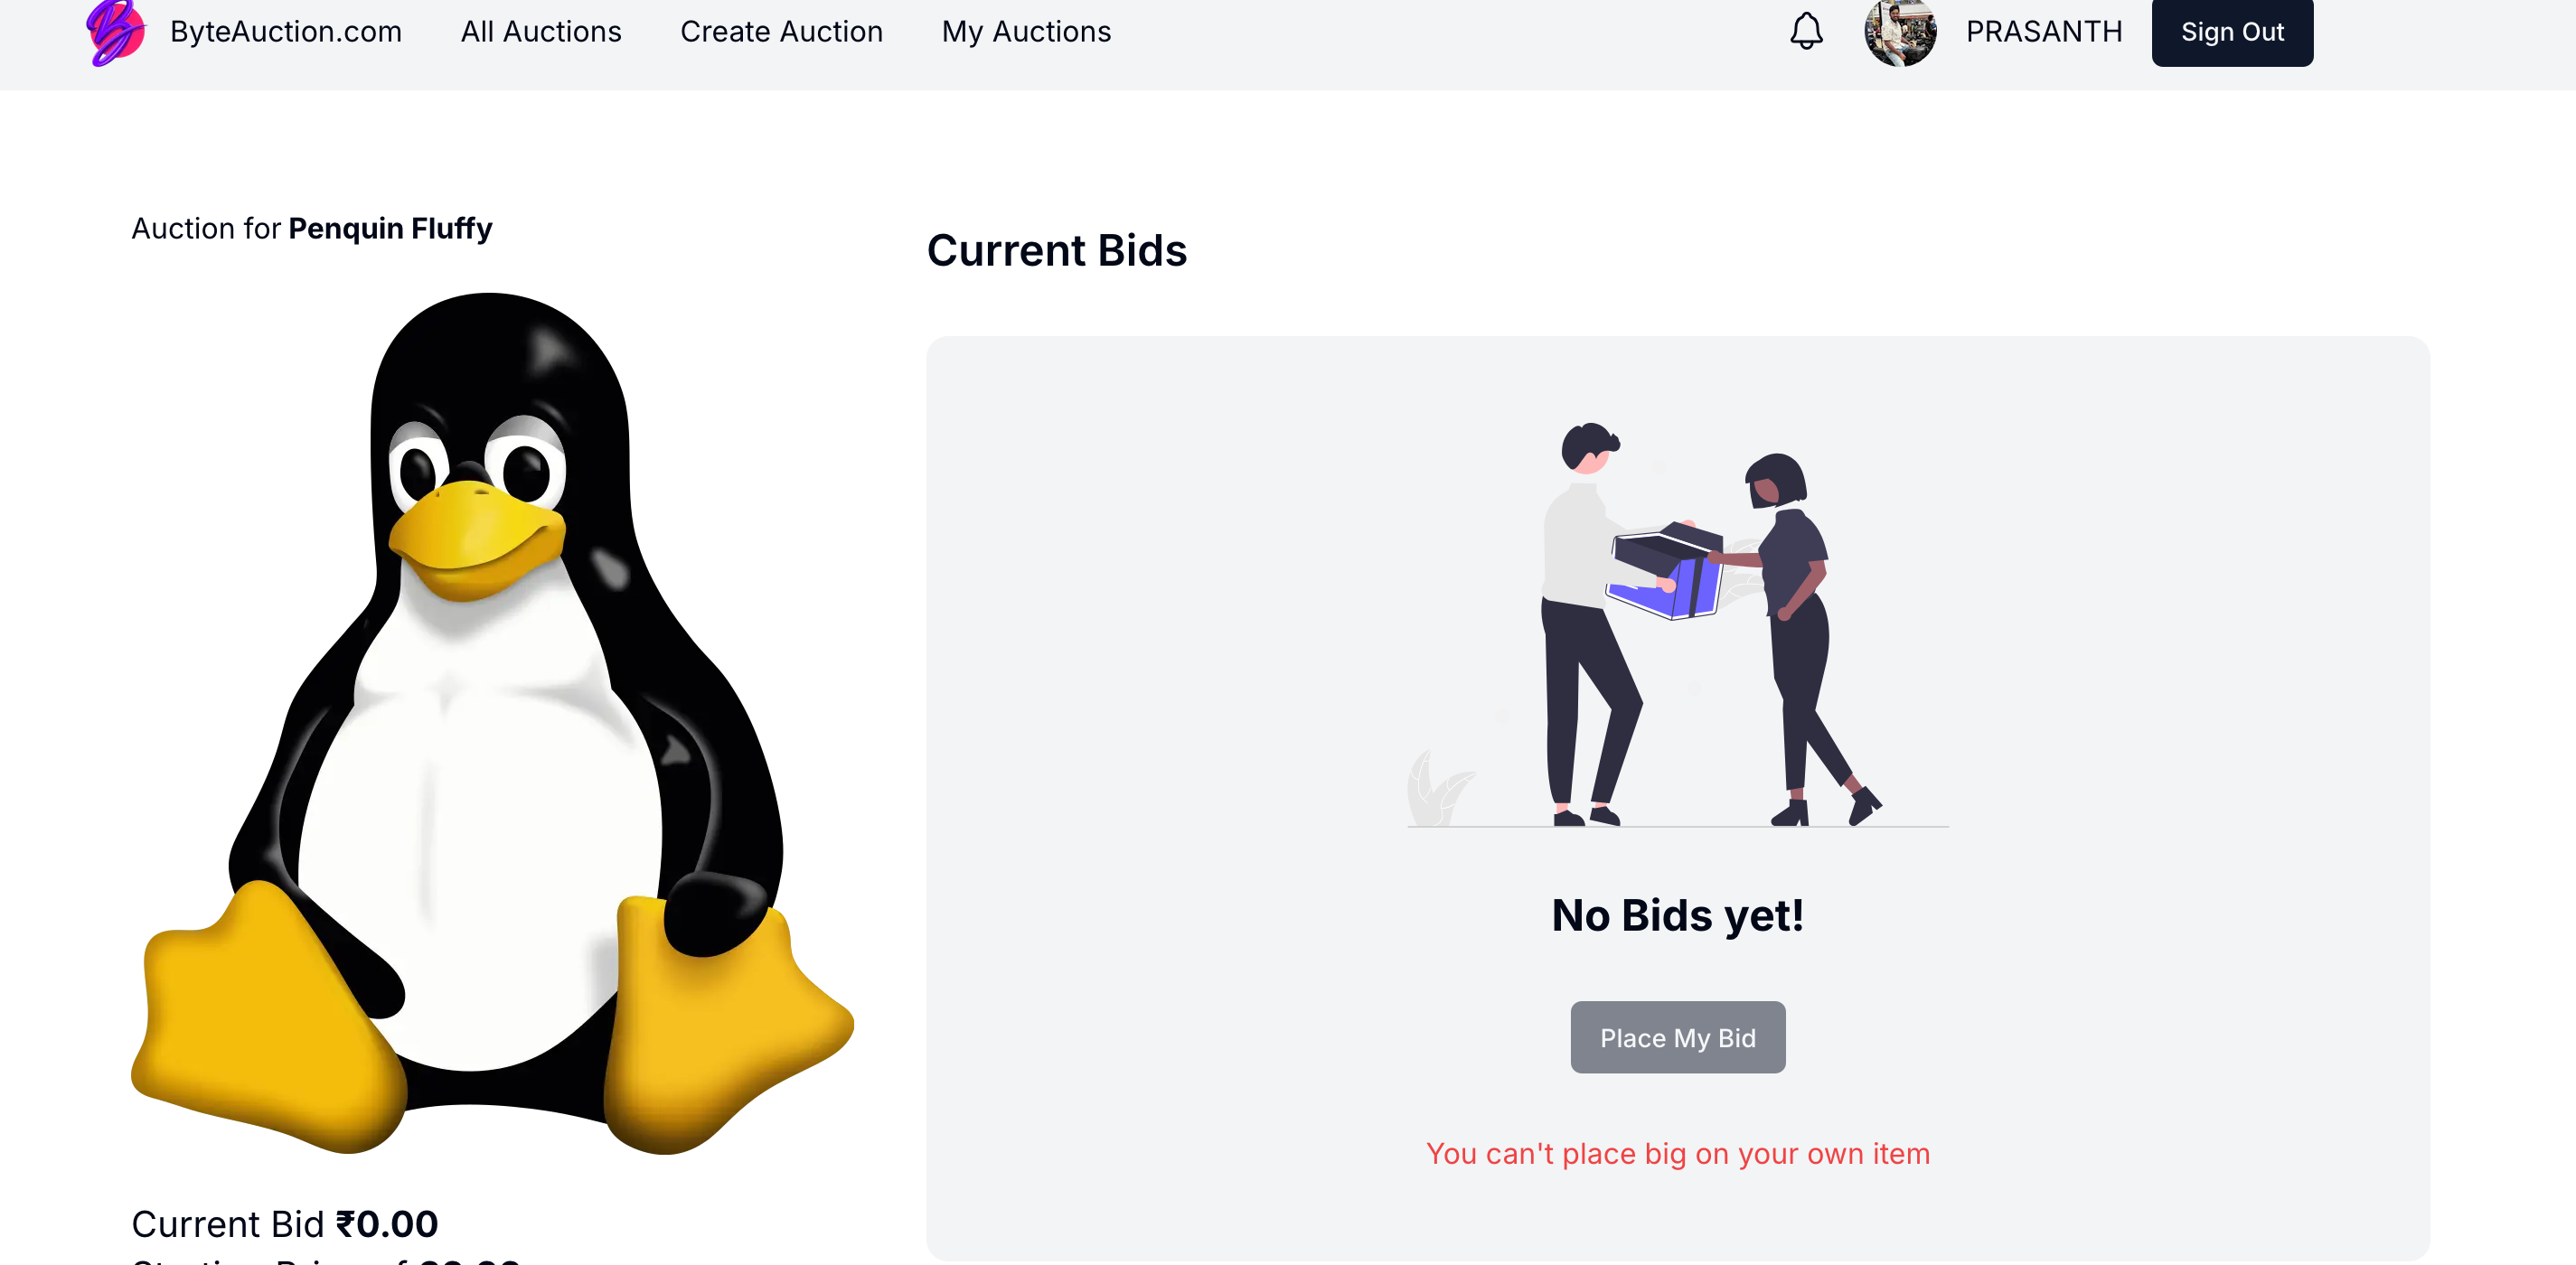 ByteAuction.com All Auctions Create Auction My Auctions PRASANTH Sign Out
Auction for Penquin Fluffy
Current Bids
No Bids yet!
Place My Bid
You can't place big on your own item
Current Bid ₹0.00